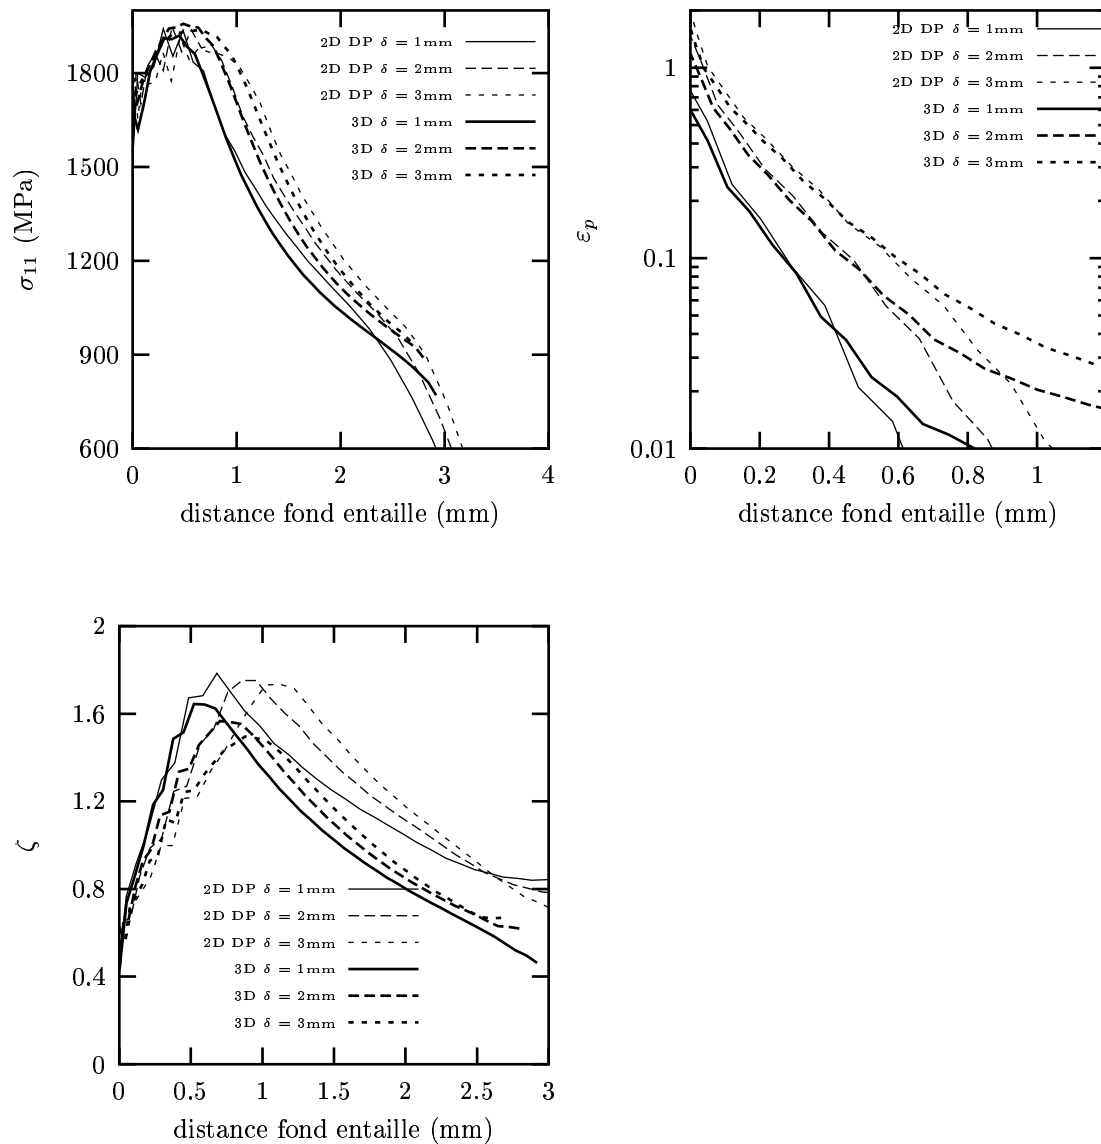 σ11 (MPa)
1800
1500
1200
900
600
0 1 2 3 4
distance fond entaille (mm)
2D DP δ = 1mm
2D DP δ = 2mm
2D DP δ = 3mm
3D δ = 1mm
3D δ = 2mm
3D δ = 3mm
εp
1
0.1
0.01
0 0.2 0.4 0.6 0.8 1
distance fond entaille (mm)
2D DP δ = 1mm
2D DP δ = 2mm
2D DP δ = 3mm
3D δ = 1mm
3D δ = 2mm
3D δ = 3mm
ζ
2
1.6
1.2
0.8
0.4
0
0 0.5 1 1.5 2 2.5 3
distance fond entaille (mm)
2D DP δ = 1mm
2D DP δ = 2mm
2D DP δ = 3mm
3D δ = 1mm
3D δ = 2mm
3D δ = 3mm